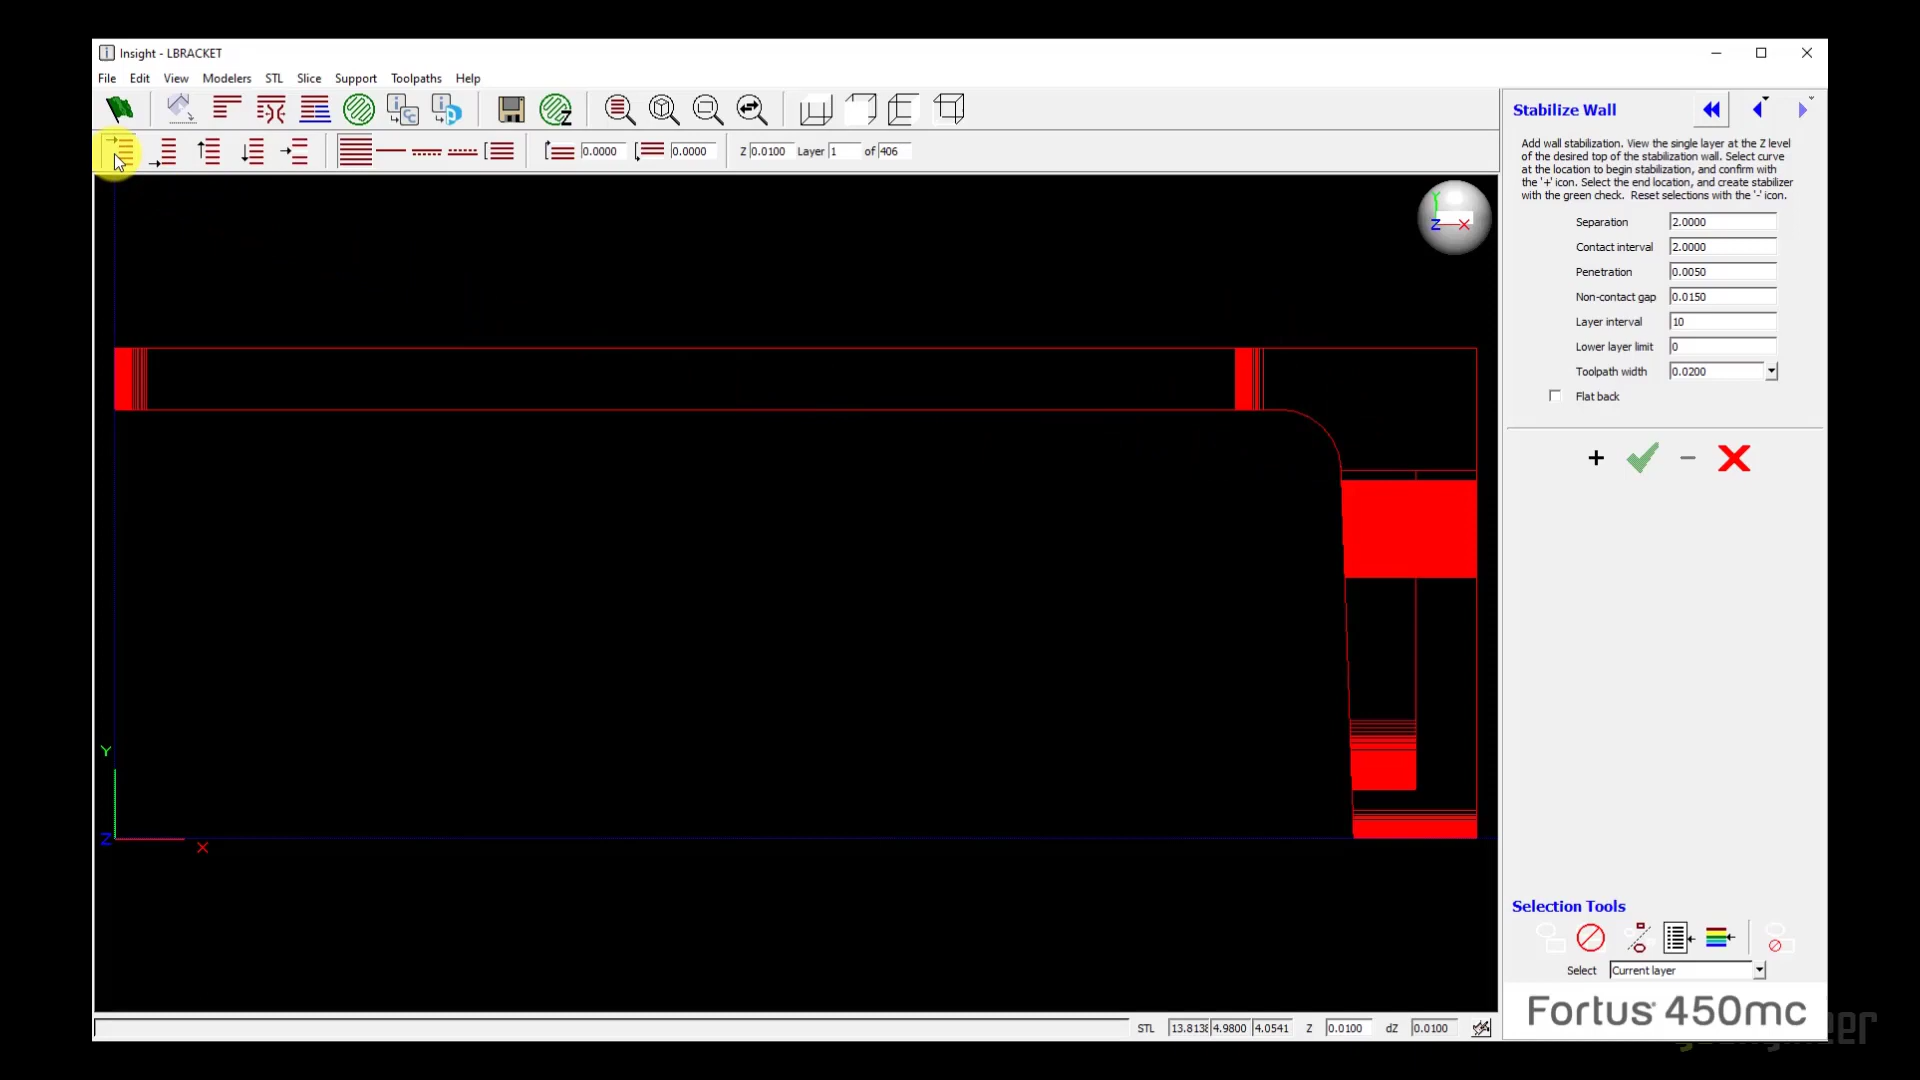 Insight - LBRACKET
File Edit View Modelers STL Slice Support Toolpaths Help
0.0000 0.0000 Z 0.0100 Layer 1 of 406
Stabilize Wall
Add wall stabilization. View the single layer at the Z level
of the desired top of the stabilization wall. Select curve
at the location to begin stabilization, and confirm with
the '+' icon. Select the end location, and create stabilizer
with the green check. Reset selections with the '-' icon.
Separation 2.0000
Contact interval 2.0000
Penetration 0.0050
Non-contact gap 0.0150
Layer interval 10
Lower layer limit 0
Toolpath width 0.0200
Flat back
Y
Z X
Y
Z
X
Selection Tools
Select Current layer
Fortus 450mc
STL 13.8138 4.9800 4.0541 Z 0.0100 dZ 0.0100